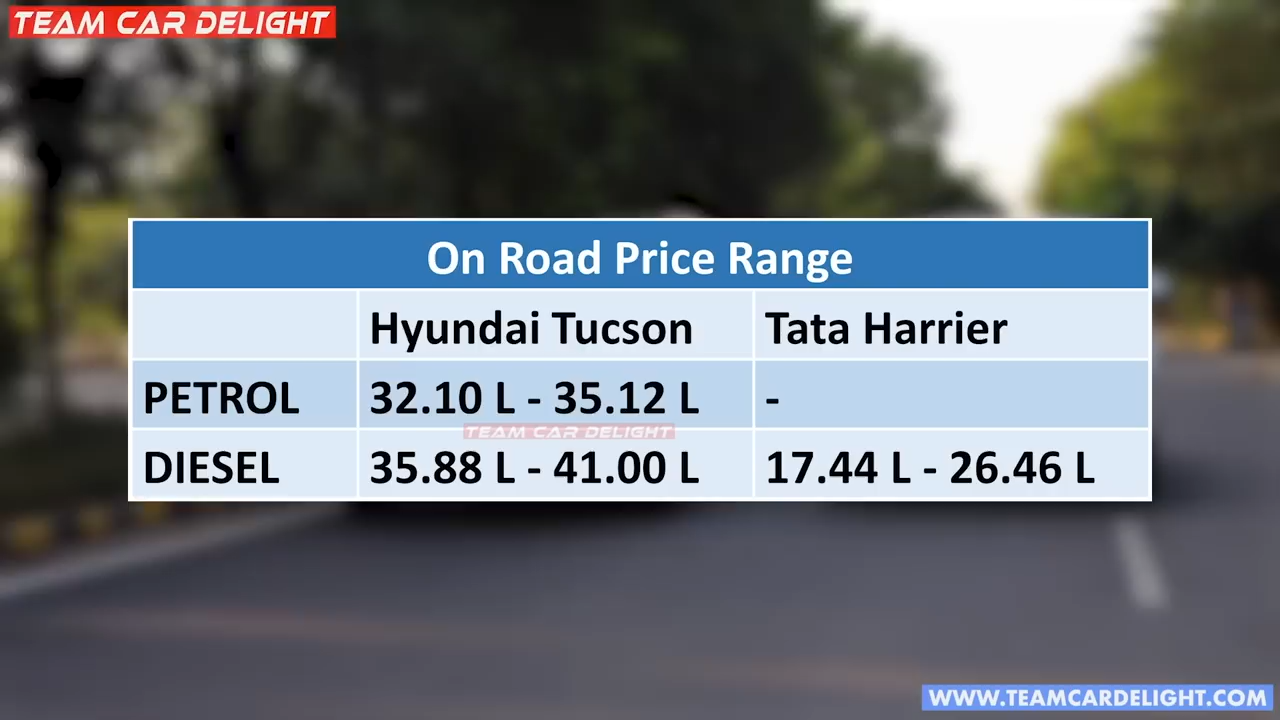 TEAM CAR DELIGHT
On Road Price Range
Hyundai Tucson Tata Harrier
PETROL 32.10 L - 35.12 L -
TEAM CAR DELIGHT
DIESEL 35.88 L - 41.00 L 17.44 L - 26.46 L
WWW.TEAMCARDELIGHT.COM